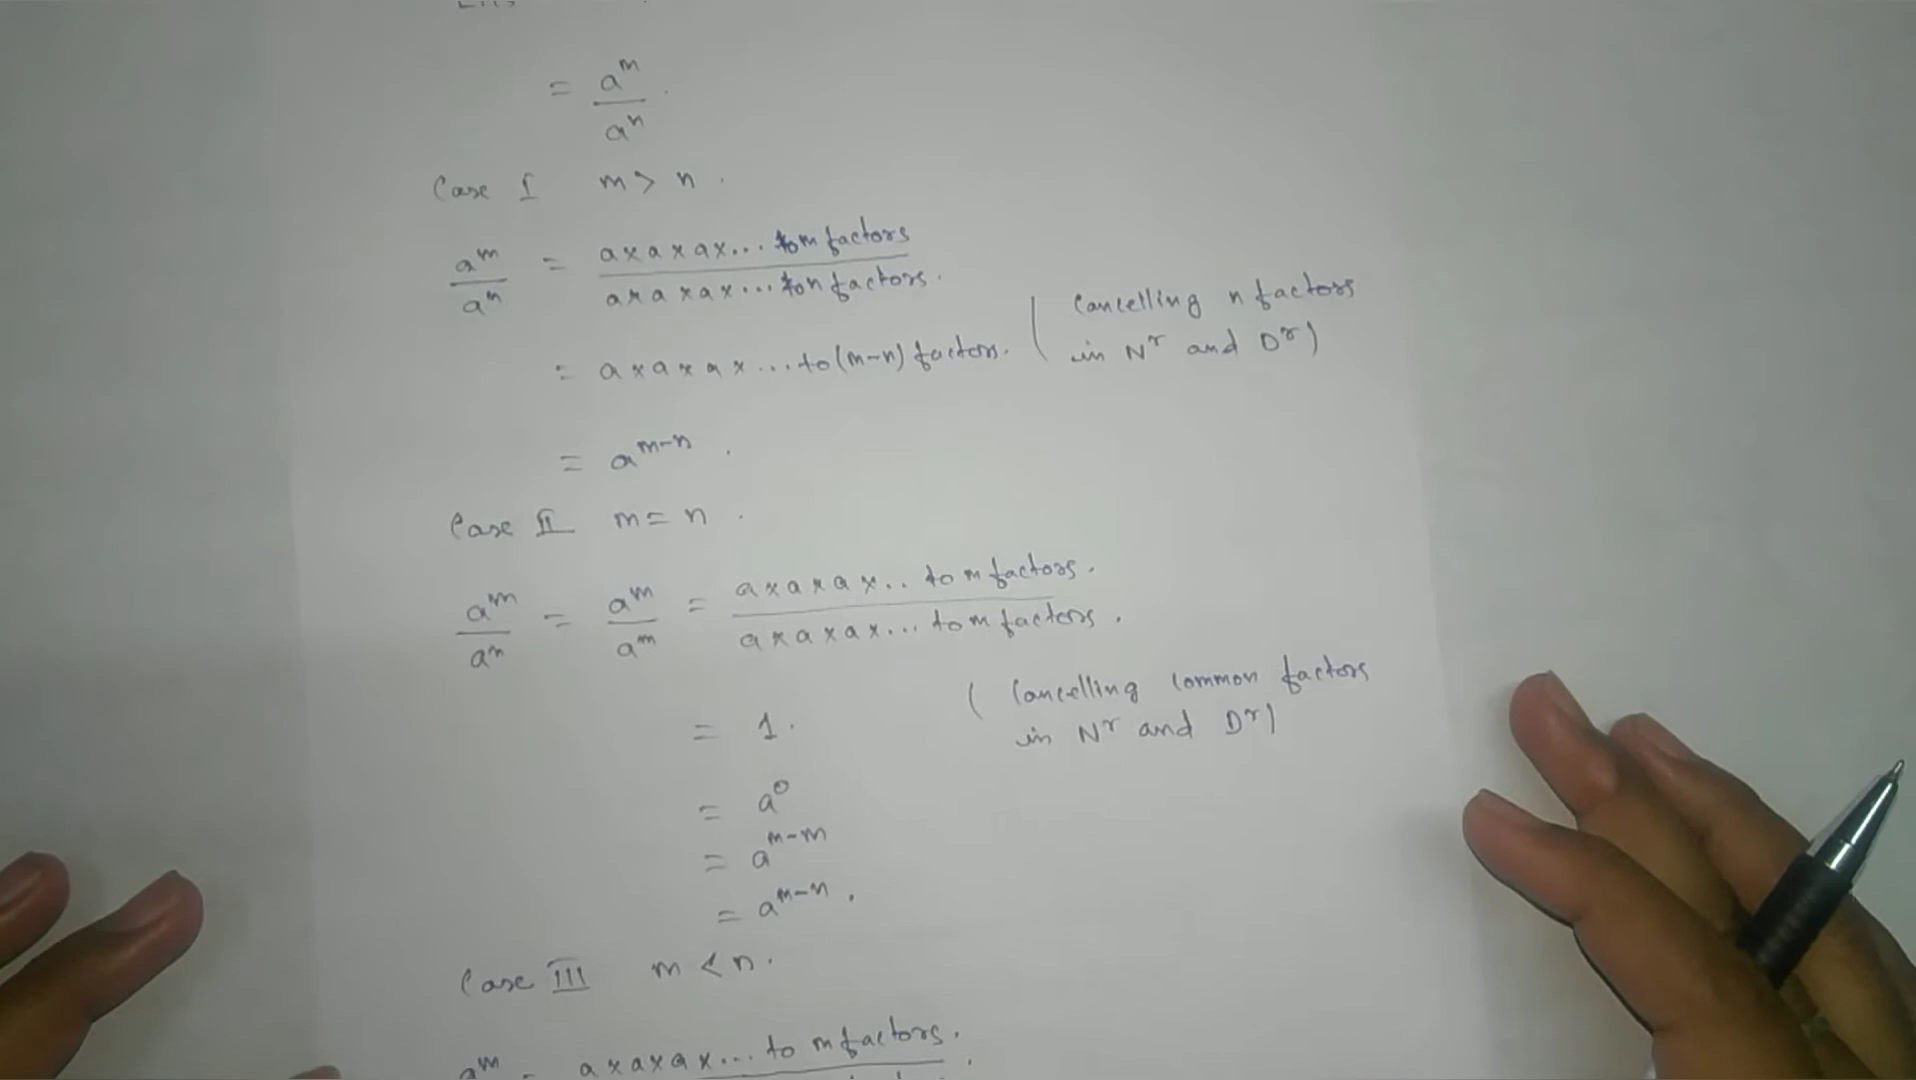 = a^m / a^n .
Case I m > n .
a^m / a^n = a × a × a × ... to m factors / a × a × a × ... to n factors.
= a × a × a × ... to (m-n) factors. ( Cancelling n factors
in N^r and D^r )
= a^{m-n} .
Case II m = n .
a^m / a^n = a^m / a^m = a × a × a × .. to m factors. / a × a × a × ... to m factors .
= 1 . ( Cancelling common factors
in N^r and D^r )
= a^0
= a^{m-m}
= a^{m-n} .
Case III m < n .
a^m = a × a × a × ... to m factors .